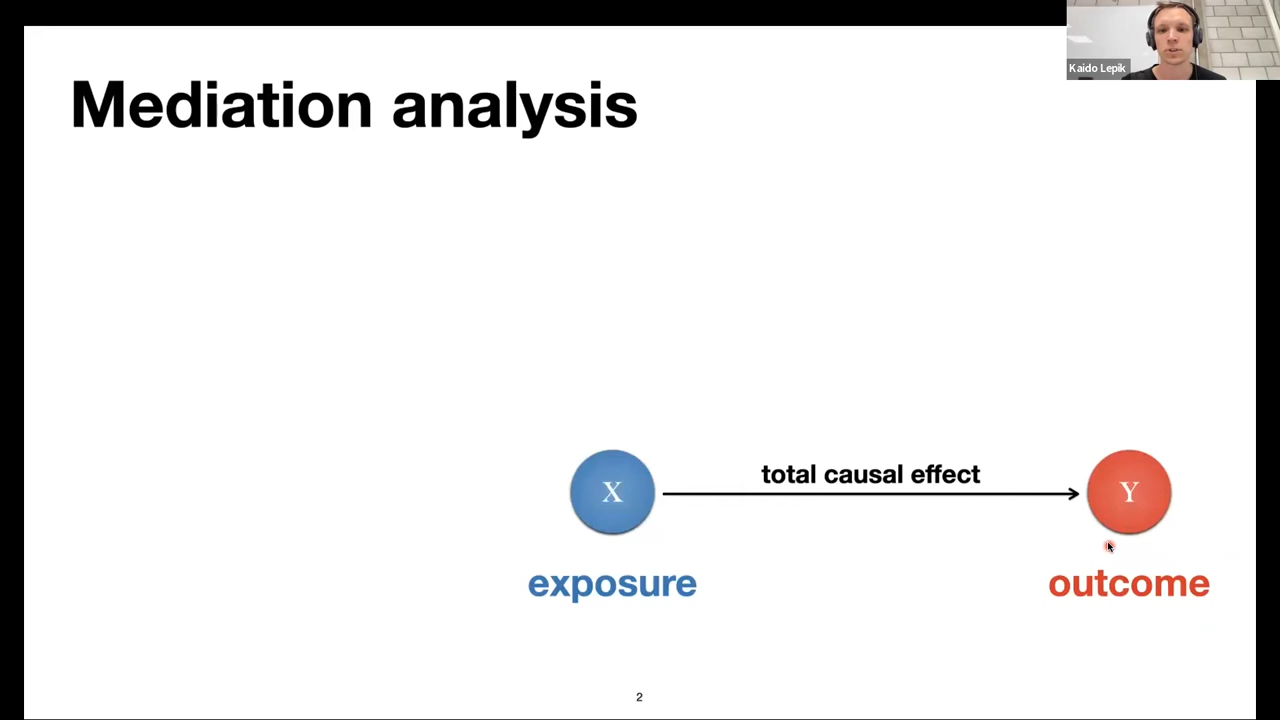 Kaido Lepik
Mediation analysis
total causal effect
X
Y
exposure
outcome
2